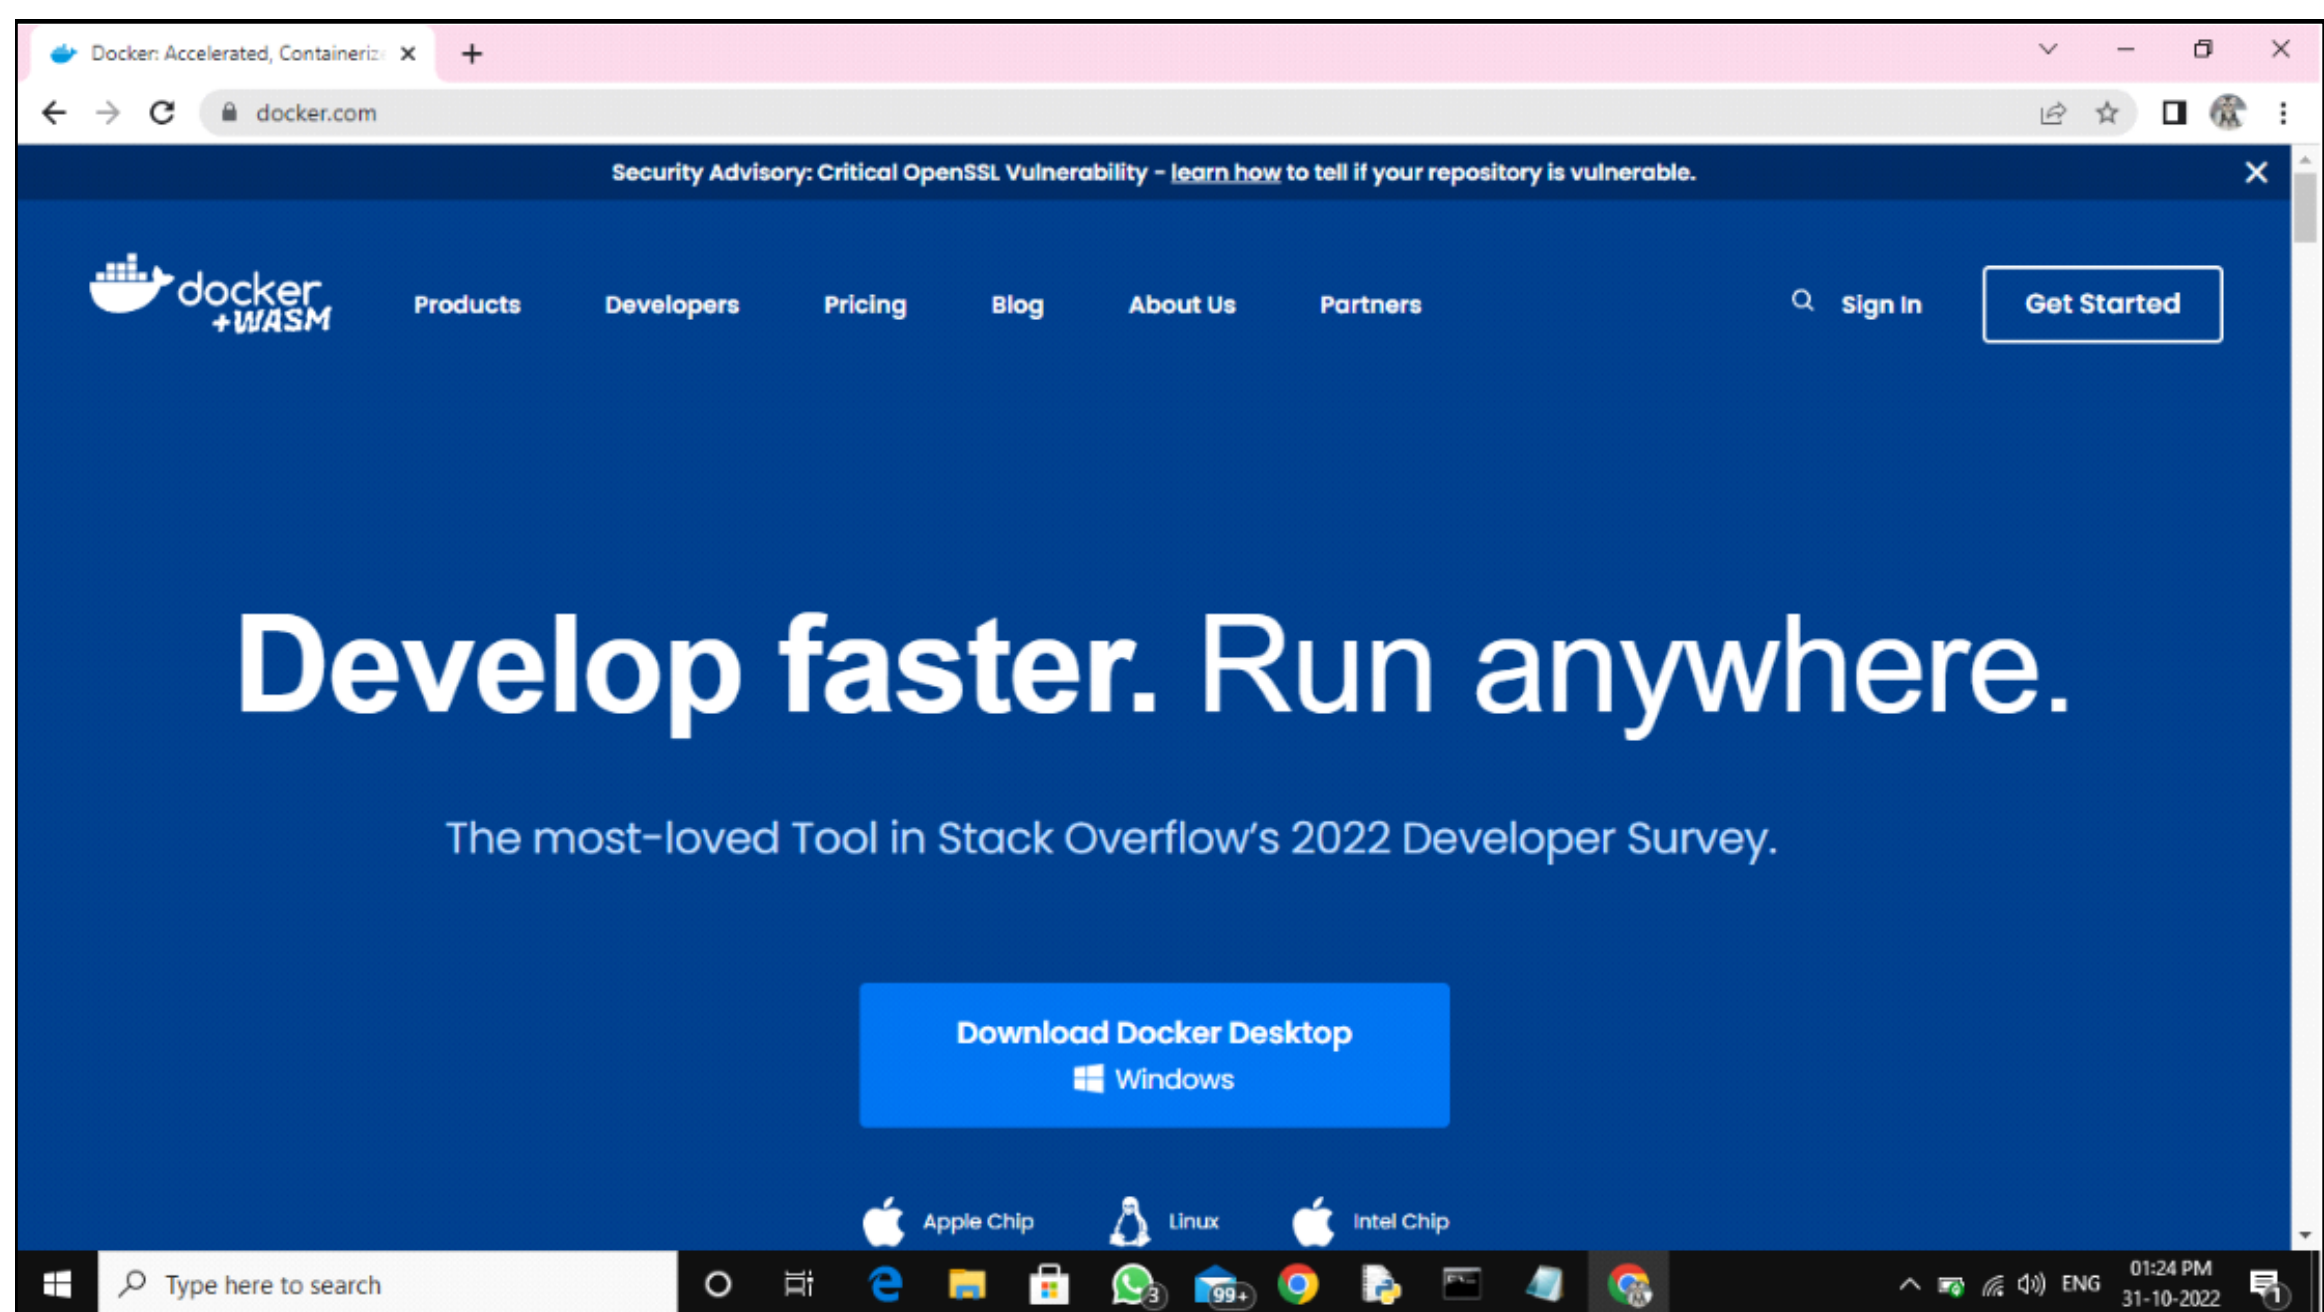 Docker: Accelerated, Containeriz
docker.com
Security Advisory: Critical OpenSSL Vulnerability - learn how to tell if your repository is vulnerable.
docker
+WASM
Products Developers Pricing Blog About Us Partners Sign In Get Started
Develop faster. Run anywhere.
The most-loved Tool in Stack Overflow's 2022 Developer Survey.
Download Docker Desktop
Windows
Apple Chip Linux Intel Chip
Type here to search
3
99+
ENG
01:24 PM
31-10-2022
1